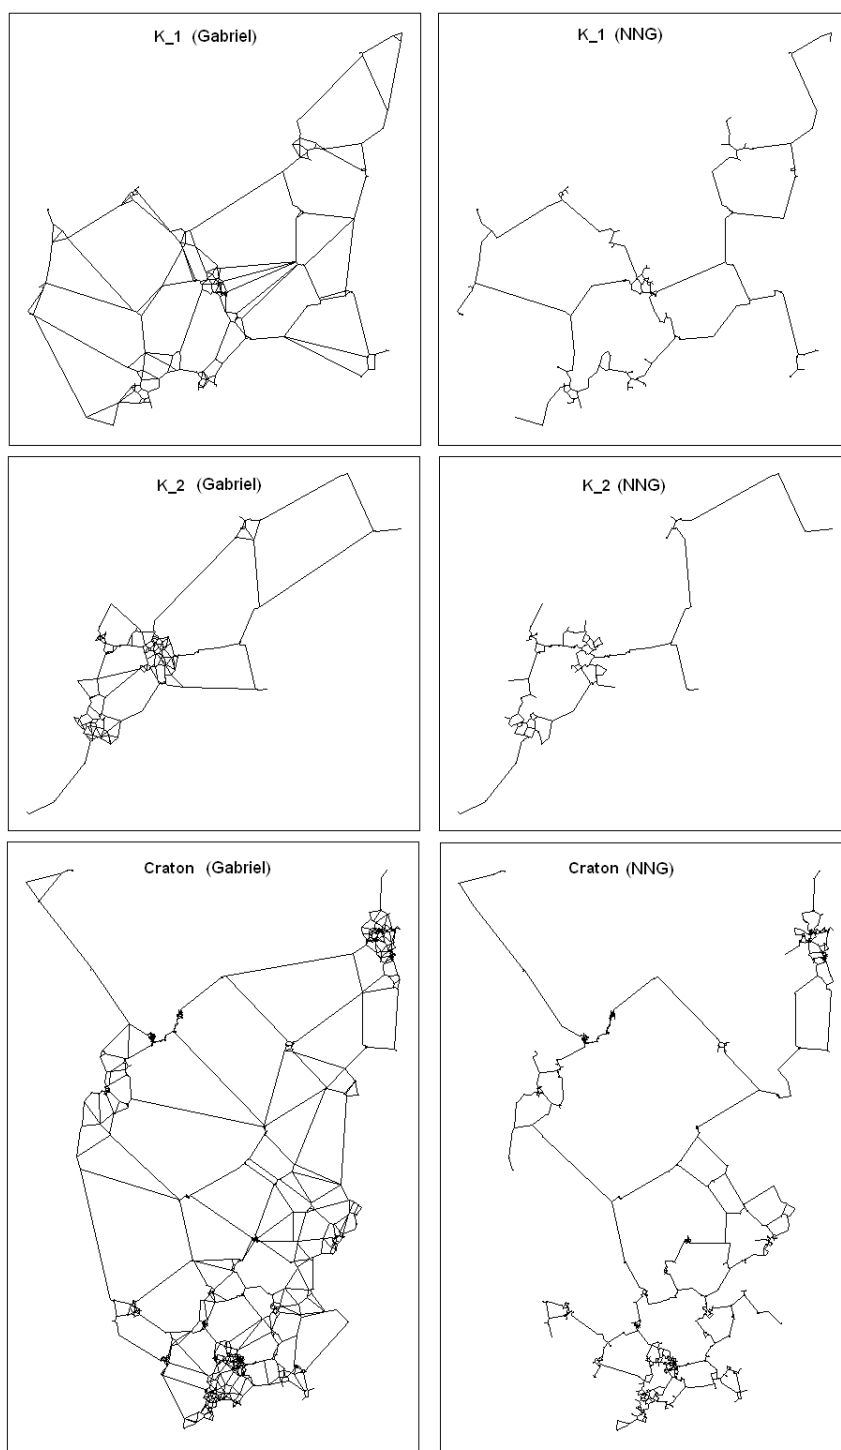 K_1 (Gabriel)
K_1 (NNG)
K_2 (Gabriel)
K_2 (NNG)
Craton (Gabriel)
Craton (NNG)